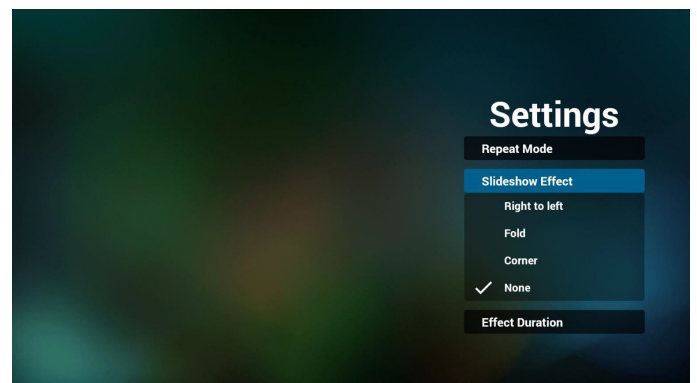 Settings
Repeat Mode
Slideshow Effect
Right to left
Fold
Corner
None
Effect Duration